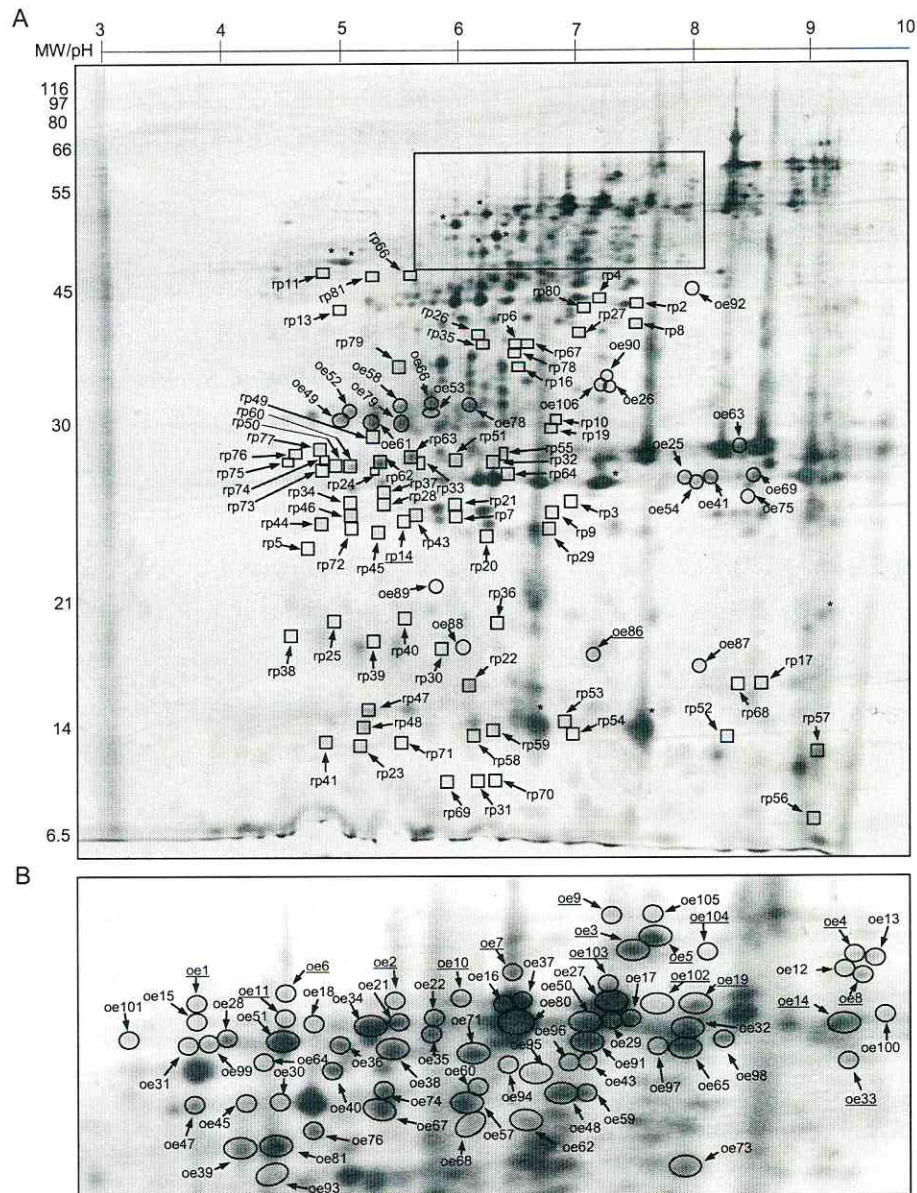 A
3 4 5 6 7 8 9 10
MW/pH
116
97
80
66
55
45
30
21
14
6.5
* *
* *
* *
rp66
rp11
rp81
rp13
rp4
rp80
rp2
oe92
rp26
rp6
rp27
rp8
rp35
rp67
rp78
rp16
rp79
oe66
oe90
oe58
oe53
oe52
oe79
oe106
oe26
oe49
oe78
rp10
rp19
oe63
rp49
rp60
oe61
rp63
rp51
rp50
rp55
rp77
rp32
oe25
rp76
rp62
rp64
*
rp75
rp24
rp37
rp33
oe69
rp74
rp28
oe54
oe41
oe75
rp73
rp34
rp21
rp3
rp46
rp7
rp9
rp44
rp43
rp5
rp72
rp45
rp14
rp20
rp29
oe89
rp36
*
oe88
oe86
oe87
rp38
rp25
rp39
rp40
rp30
rp22
rp17
rp68
rp47
rp53
* *
rp48
rp54
rp52
rp57
rp59
rp58
rp41
rp23
rp71
rp69
rp31
rp70
rp56
B
oe9
oe105
oe104
oe3
oe5
oe4
oe13
oe7
oe103
oe12
oe8
oe1
oe6
oe2
oe10
oe37
oe27
oe17
oe102
oe19
oe101
oe15
oe11
oe18
oe34
oe21
oe22
oe16
oe50
oe14
oe28
oe80
oe51
oe71
oe96
oe29
oe32
oe100
oe95
oe31
oe99
oe64
oe36
oe35
oe91
oe30
oe38
oe60
oe43
oe97
oe65
oe98
oe94
oe33
oe47
oe45
oe40
oe74
oe59
oe67
oe57
oe48
oe76
oe68
oe62
oe39
oe81
oe73
oe93